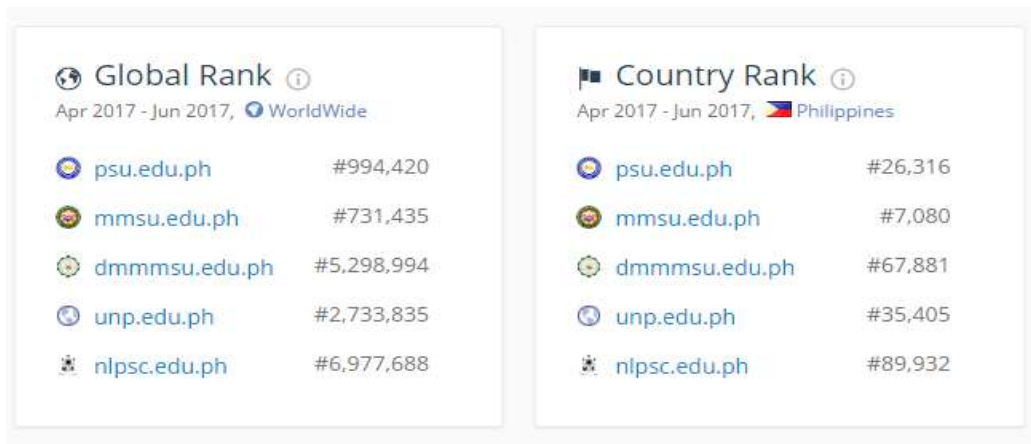 Global Rank
Apr 2017 - Jun 2017, WorldWide
psu.edu.ph #994,420
mmsu.edu.ph #731,435
dmmmsu.edu.ph #5,298,994
unp.edu.ph #2,733,835
nlpsc.edu.ph #6,977,688
Country Rank
Apr 2017 - Jun 2017, Philippines
psu.edu.ph #26,316
mmsu.edu.ph #7,080
dmmmsu.edu.ph #67,881
unp.edu.ph #35,405
nlpsc.edu.ph #89,932